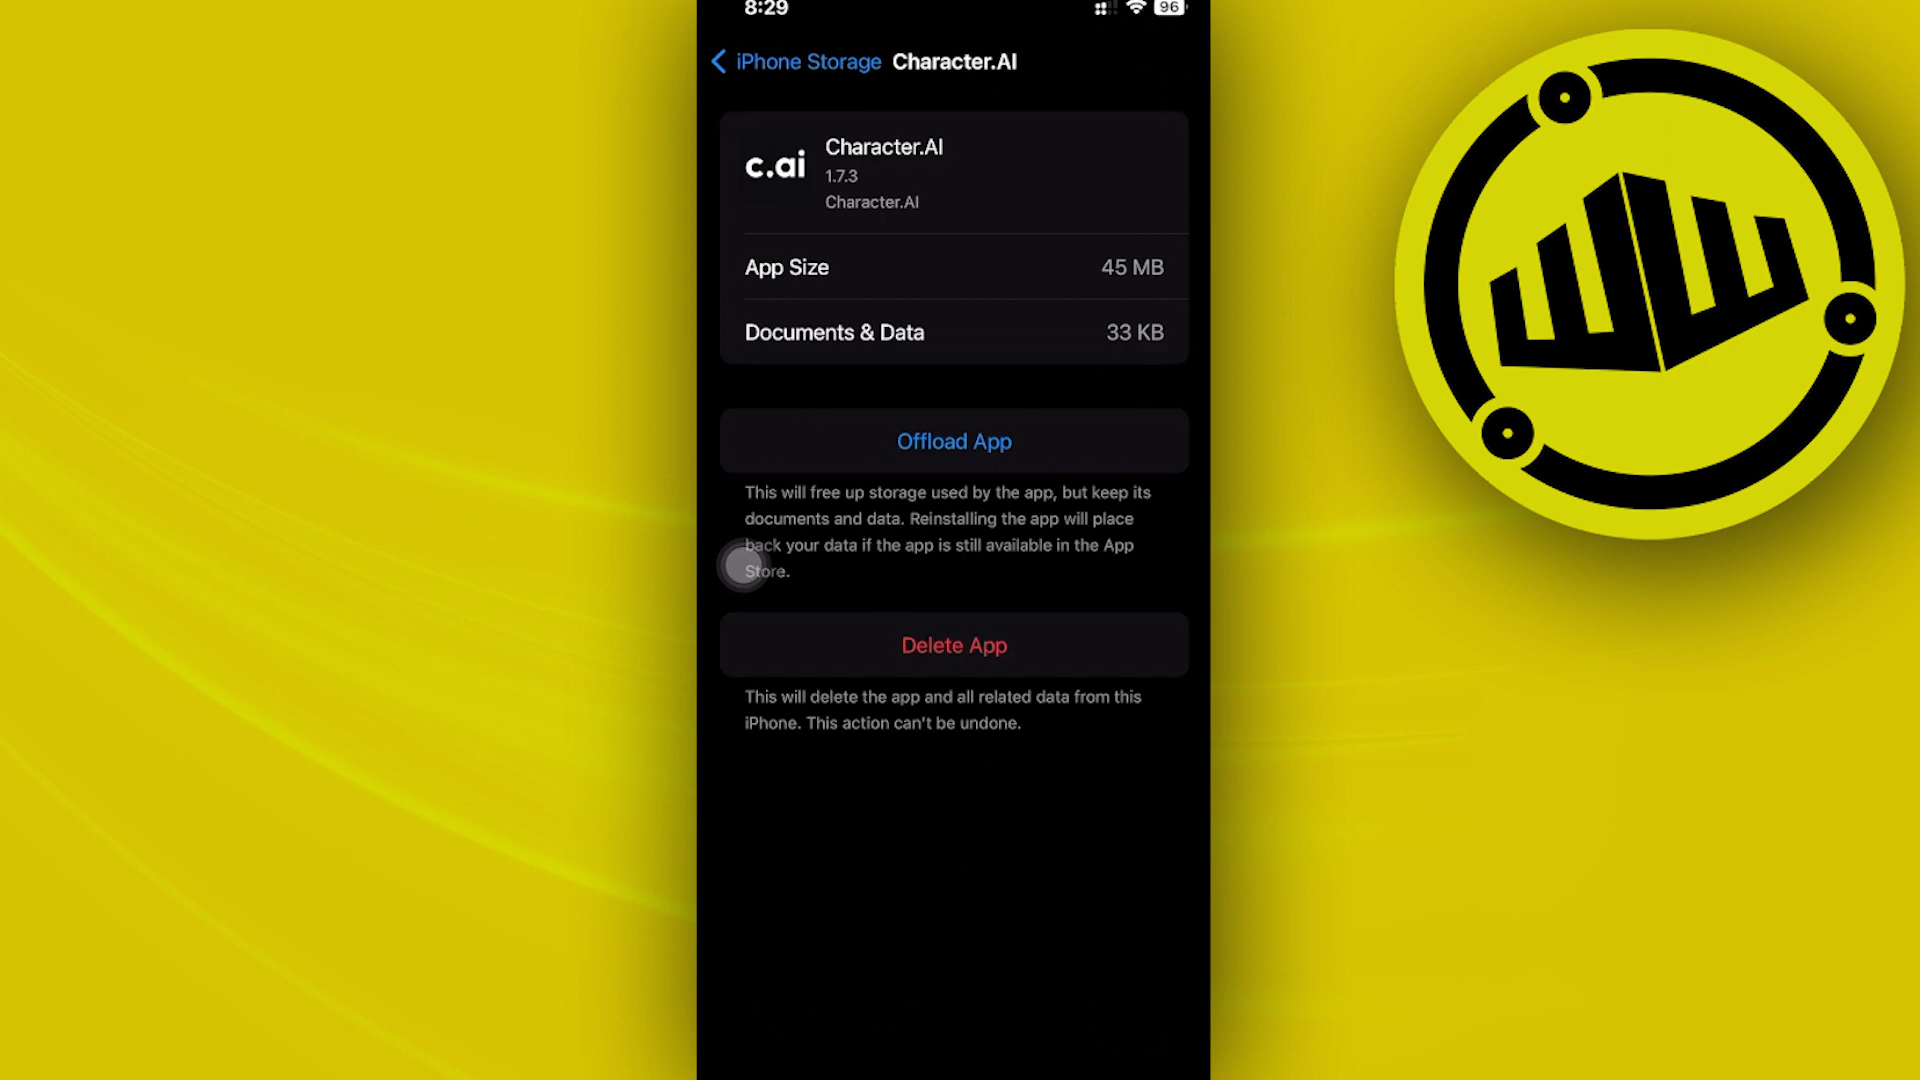 8:29
96
iPhone Storage Character.AI
c.ai
Character.AI
1.7.3
Character.AI
App Size 45 MB
Documents & Data 33 KB
Offload App
This will free up storage used by the app, but keep its
documents and data. Reinstalling the app will place
back your data if the app is still available in the App
Store.
Delete App
This will delete the app and all related data from this
iPhone. This action can't be undone.